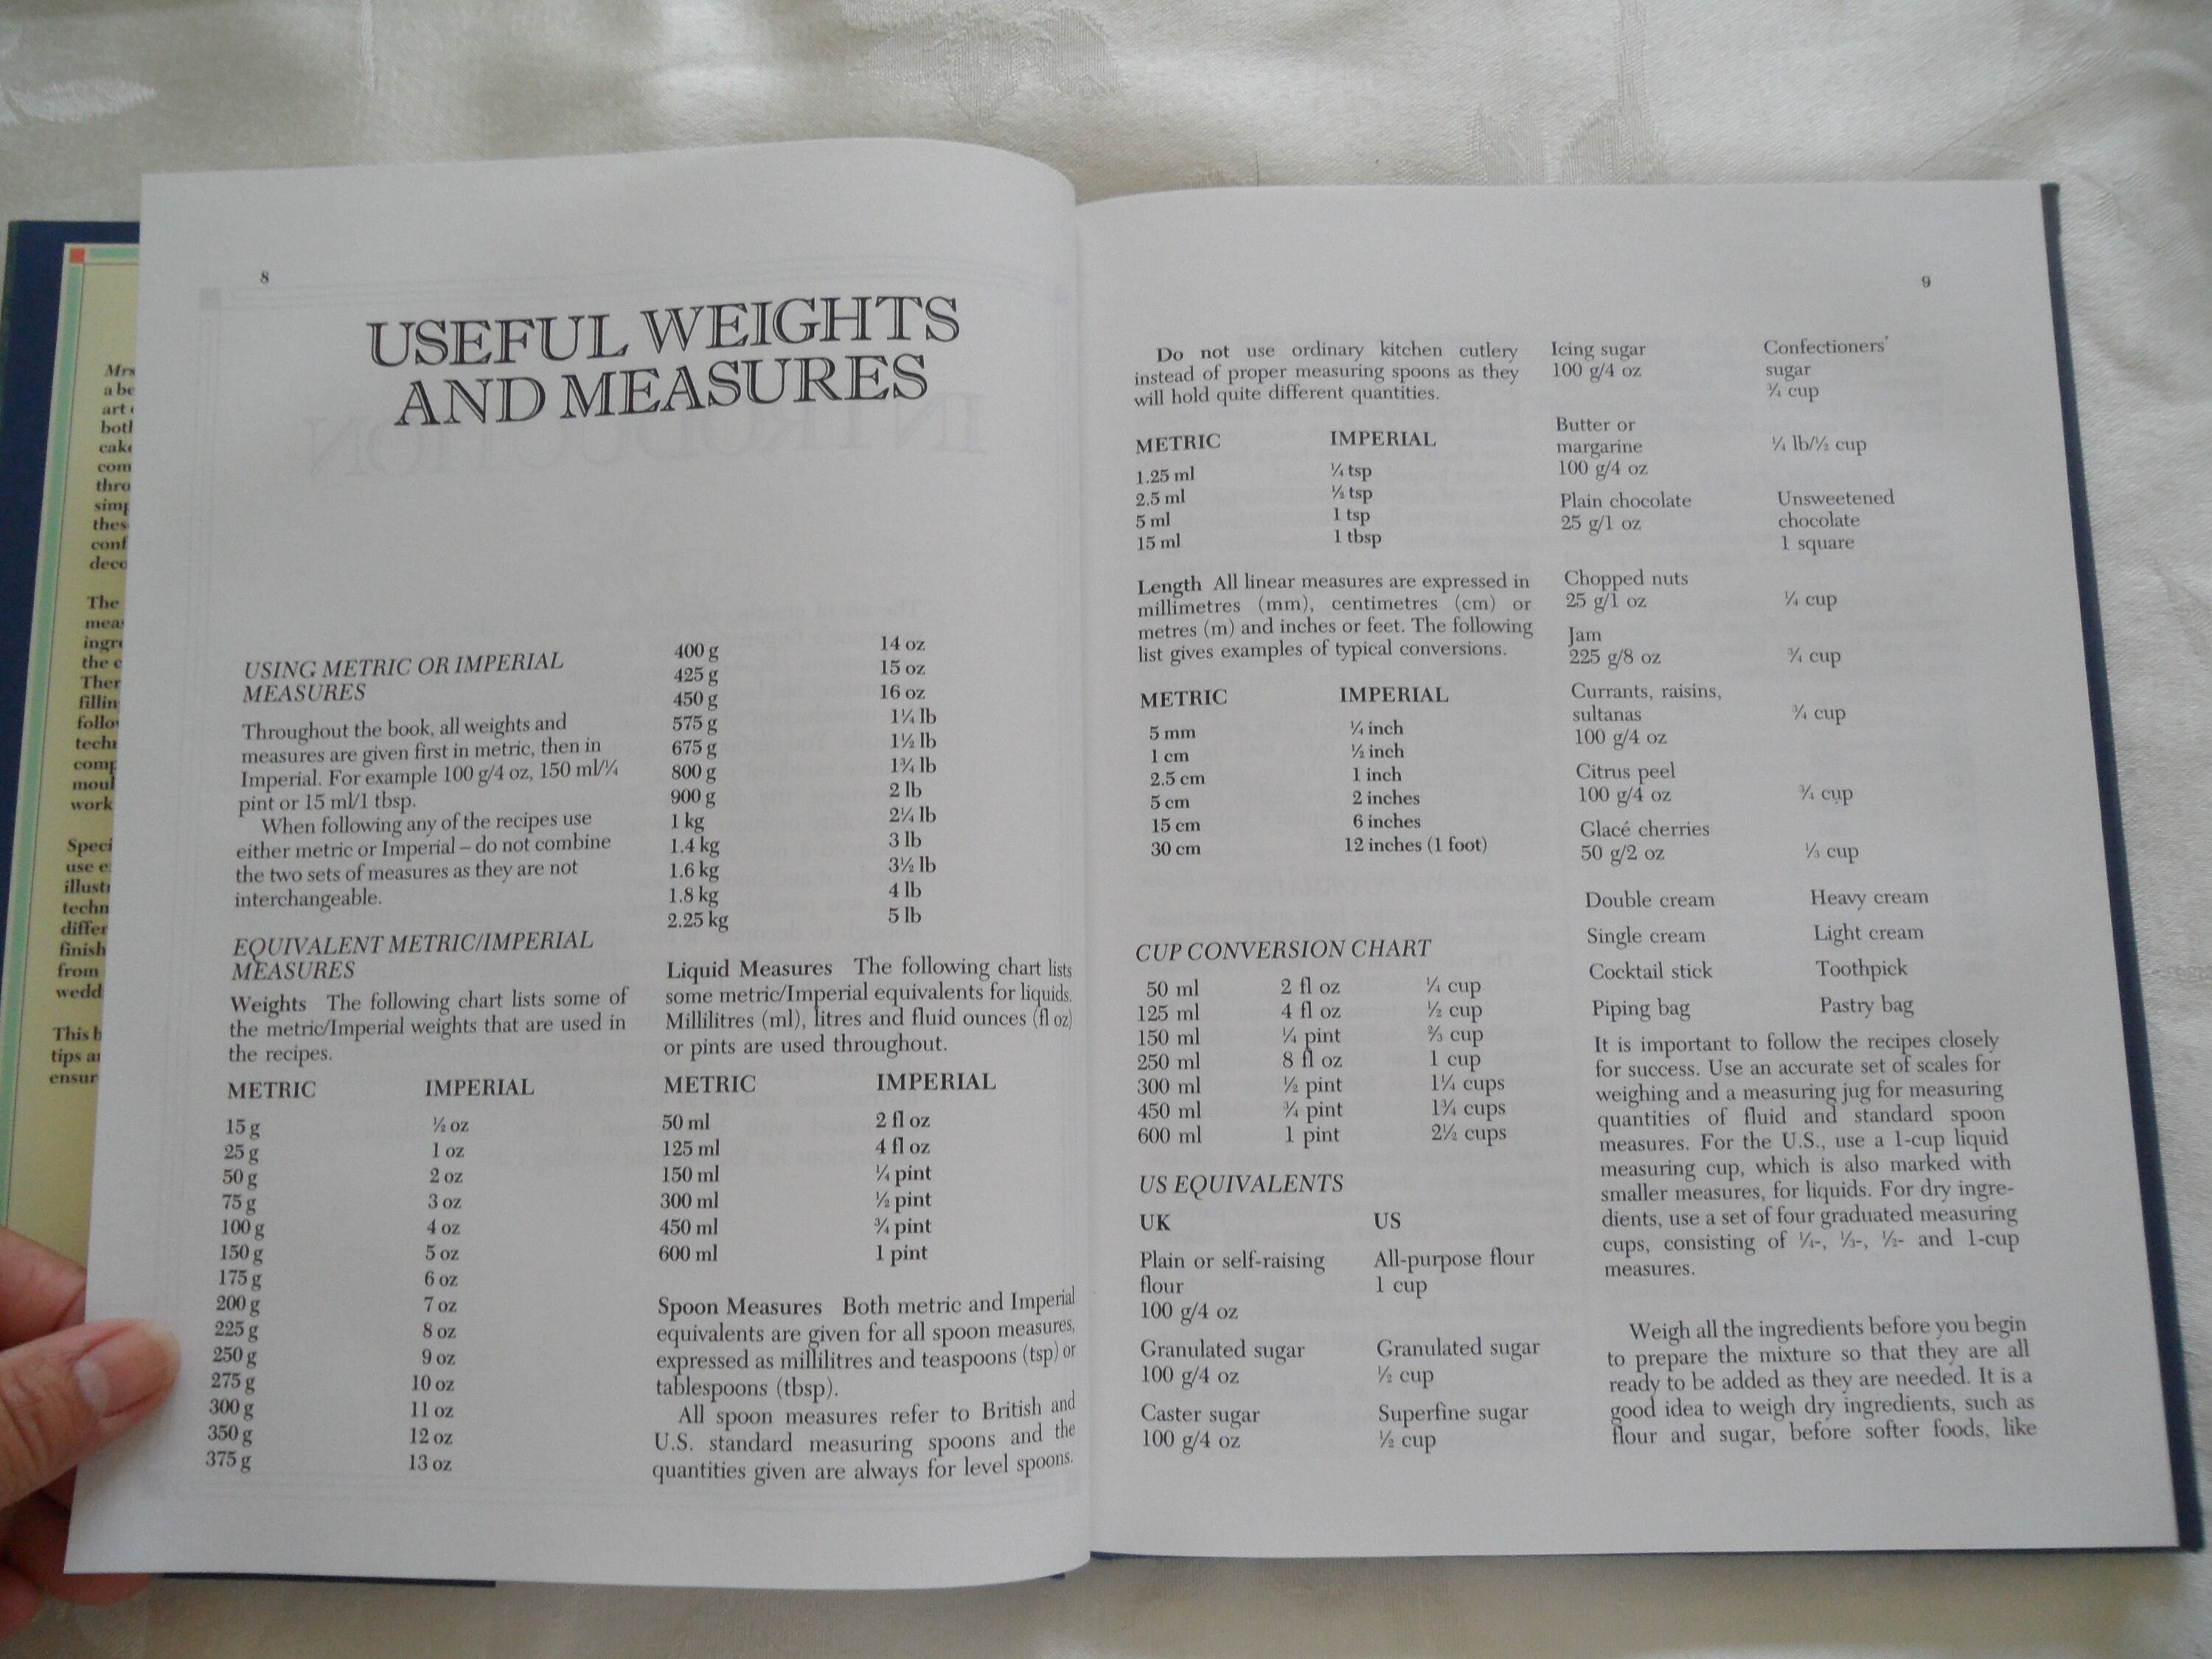 Mrs
a be
art
both
cake
com
thro
simp
thes
conf
deco
The
meas
ingre
the c
Ther
fillin
follo
techn
comp
moul
work
Speci
use e
illustr
techn
differ
finish
from
wedd
This b
tips a
ensur
8
USEFUL WEIGHTS
AND MEASURES
USING METRIC OR IMPERIAL
MEASURES
Throughout the book, all weights and
measures are given first in metric, then in
Imperial. For example 100 g/4 oz, 150 ml/¼
pint or 15 ml/1 tbsp.
When following any of the recipes use
either metric or Imperial – do not combine
the two sets of measures as they are not
interchangeable.
EQUIVALENT METRIC/IMPERIAL
MEASURES
Weights The following chart lists some of
the metric/Imperial weights that are used in
the recipes.
METRIC IMPERIAL
15 g ½ oz
25 g 1 oz
50 g 2 oz
75 g 3 oz
100 g 4 oz
150 g 5 oz
175 g 6 oz
200 g 7 oz
225 g 8 oz
250 g 9 oz
275 g 10 oz
300 g 11 oz
350 g 12 oz
375 g 13 oz
400 g 14 oz
425 g 15 oz
450 g 16 oz
575 g 1¼ lb
675 g 1½ lb
800 g 1¾ lb
900 g 2 lb
1 kg 2¼ lb
1.4 kg 3 lb
1.6 kg 3½ lb
1.8 kg 4 lb
2.25 kg 5 lb
Liquid Measures The following chart lists
some metric/Imperial equivalents for liquids.
Millilitres (ml), litres and fluid ounces (fl oz)
or pints are used throughout.
METRIC IMPERIAL
50 ml 2 fl oz
125 ml 4 fl oz
150 ml ¼ pint
300 ml ½ pint
450 ml ¾ pint
600 ml 1 pint
Spoon Measures Both metric and Imperial
equivalents are given for all spoon measures,
expressed as millilitres and teaspoons (tsp) or
tablespoons (tbsp).
All spoon measures refer to British and
U.S. standard measuring spoons and the
quantities given are always for level spoons.
9
Do not use ordinary kitchen cutlery
instead of proper measuring spoons as they
will hold quite different quantities.
METRIC IMPERIAL
1.25 ml ¼ tsp
2.5 ml ½ tsp
5 ml 1 tsp
15 ml 1 tbsp
Length All linear measures are expressed in
millimetres (mm), centimetres (cm) or
metres (m) and inches or feet. The following
list gives examples of typical conversions.
METRIC IMPERIAL
5 mm ¼ inch
1 cm ½ inch
2.5 cm 1 inch
5 cm 2 inches
15 cm 6 inches
30 cm 12 inches (1 foot)
CUP CONVERSION CHART
50 ml 2 fl oz ¼ cup
125 ml 4 fl oz ½ cup
150 ml ¼ pint ⅔ cup
250 ml 8 fl oz 1 cup
300 ml ½ pint 1¼ cups
450 ml ¾ pint 1¾ cups
600 ml 1 pint 2½ cups
US EQUIVALENTS
UK US
Plain or self-raising All-purpose flour
flour 1 cup
100 g/4 oz
Granulated sugar Granulated sugar
100 g/4 oz ½ cup
Caster sugar Superfine sugar
100 g/4 oz ½ cup
Icing sugar Confectioners'
100 g/4 oz sugar
¾ cup
Butter or
margarine ¼ lb/½ cup
100 g/4 oz
Plain chocolate Unsweetened
25 g/1 oz chocolate
1 square
Chopped nuts
25 g/1 oz ¼ cup
Jam
225 g/8 oz ¾ cup
Currants, raisins,
sultanas ¾ cup
100 g/4 oz
Citrus peel
100 g/4 oz ¾ cup
Glacé cherries
50 g/2 oz ⅓ cup
Double cream Heavy cream
Single cream Light cream
Cocktail stick Toothpick
Piping bag Pastry bag
It is important to follow the recipes closely
for success. Use an accurate set of scales for
weighing and a measuring jug for measuring
quantities of fluid and standard spoon
measures. For the U.S., use a 1-cup liquid
measuring cup, which is also marked with
smaller measures, for liquids. For dry ingre-
dients, use a set of four graduated measuring
cups, consisting of ¼-, ⅓-, ½- and 1-cup
measures.
Weigh all the ingredients before you begin
to prepare the mixture so that they are all
ready to be added as they are needed. It is a
good idea to weigh dry ingredients, such as
flour and sugar, before softer foods, like